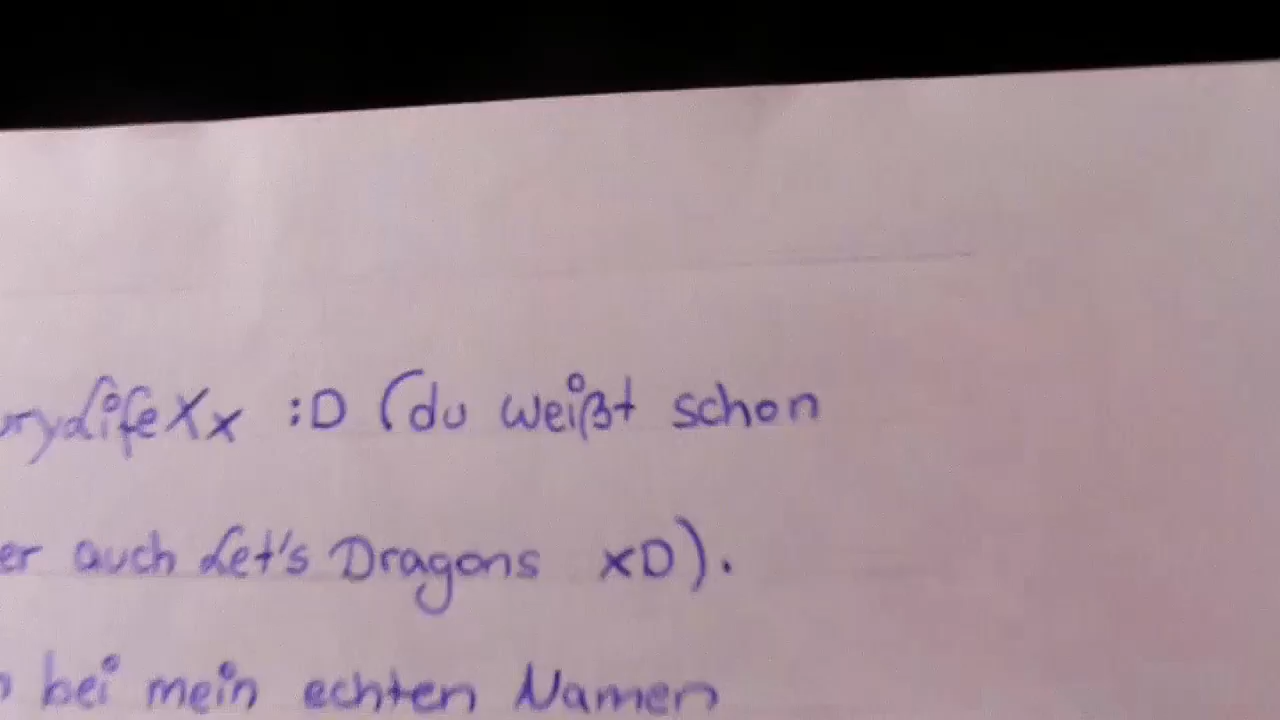 :D (du weißt schon
auch Let's Dragons xD).
bei mein echten Namen